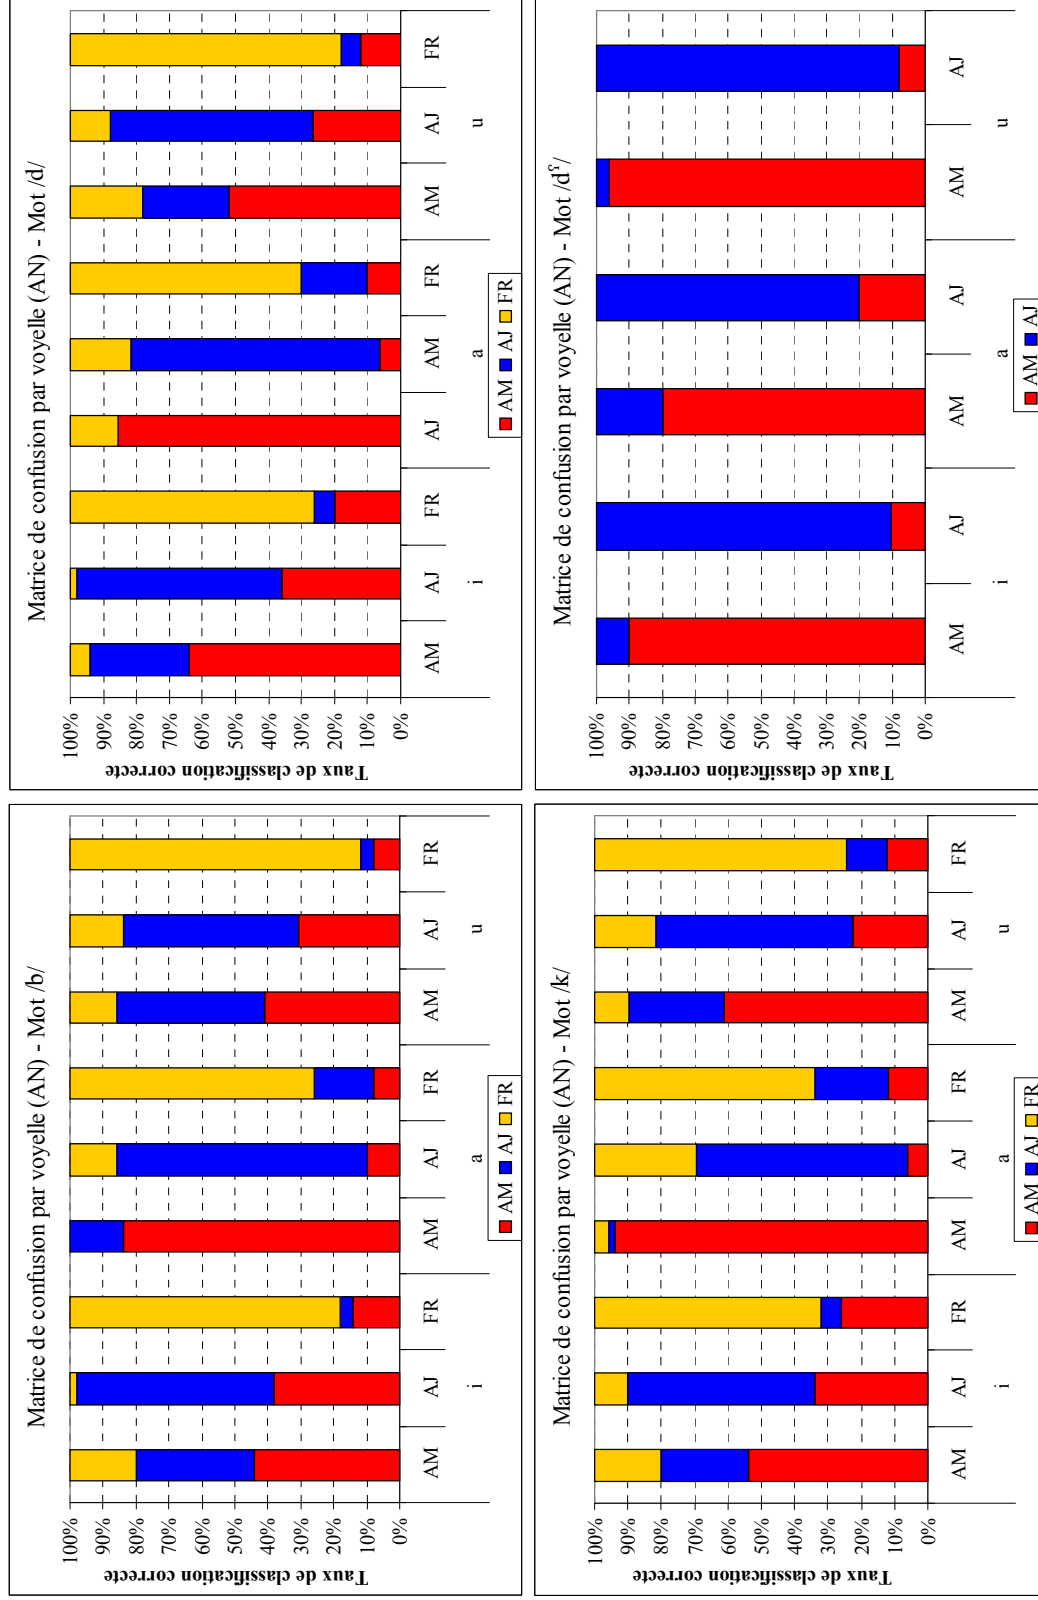 Matrice de confusion par voyelle (AN) - Mot /b/
Taux de classification correcte
100%
90%
80%
70%
60%
50%
40%
30%
20%
10%
0%
AM AJ FR AM AJ FR AM AJ FR
i a u
AM AJ FR
Matrice de confusion par voyelle (AN) - Mot /d/
Taux de classification correcte
100%
90%
80%
70%
60%
50%
40%
30%
20%
10%
0%
AM AJ FR AJ AM FR AM AJ FR
i a u
AM AJ FR
Matrice de confusion par voyelle (AN) - Mot /k/
Taux de classification correcte
100%
90%
80%
70%
60%
50%
40%
30%
20%
10%
0%
AM AJ FR AM AJ FR AM AJ FR
i a u
AM AJ FR
Matrice de confusion par voyelle (AN) - Mot /dˤ/
Taux de classification correcte
100%
90%
80%
70%
60%
50%
40%
30%
20%
10%
0%
AM AJ AM AJ AM AJ
i a u
AM AJ